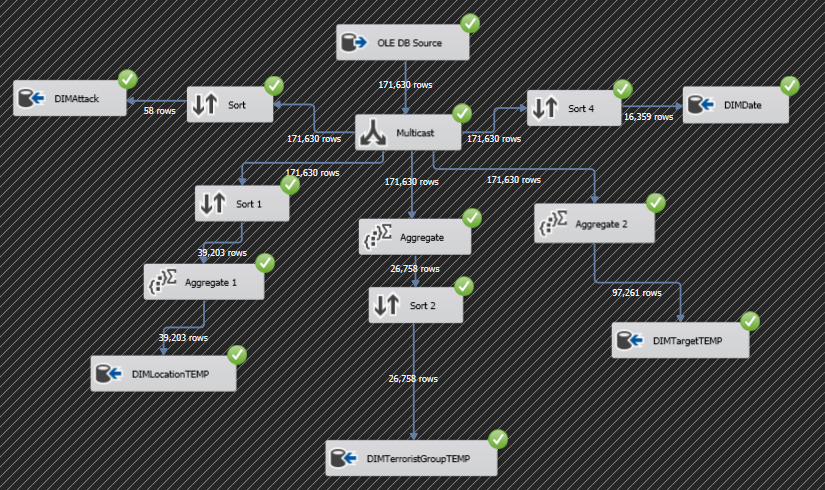 OLE DB Source
171,630 rows
DIMAttack
58 rows
Sort
171,630 rows
Multicast
171,630 rows
Sort 4
16,359 rows
DIMDate
171,630 rows
171,630 rows
171,630 rows
Sort 1
Aggregate
Aggregate 2
39,203 rows
26,758 rows
Aggregate 1
Sort 2
97,261 rows
39,203 rows
DIMTargetTEMP
DIMLocationTEMP
26,758 rows
DIMTerroristGroupTEMP